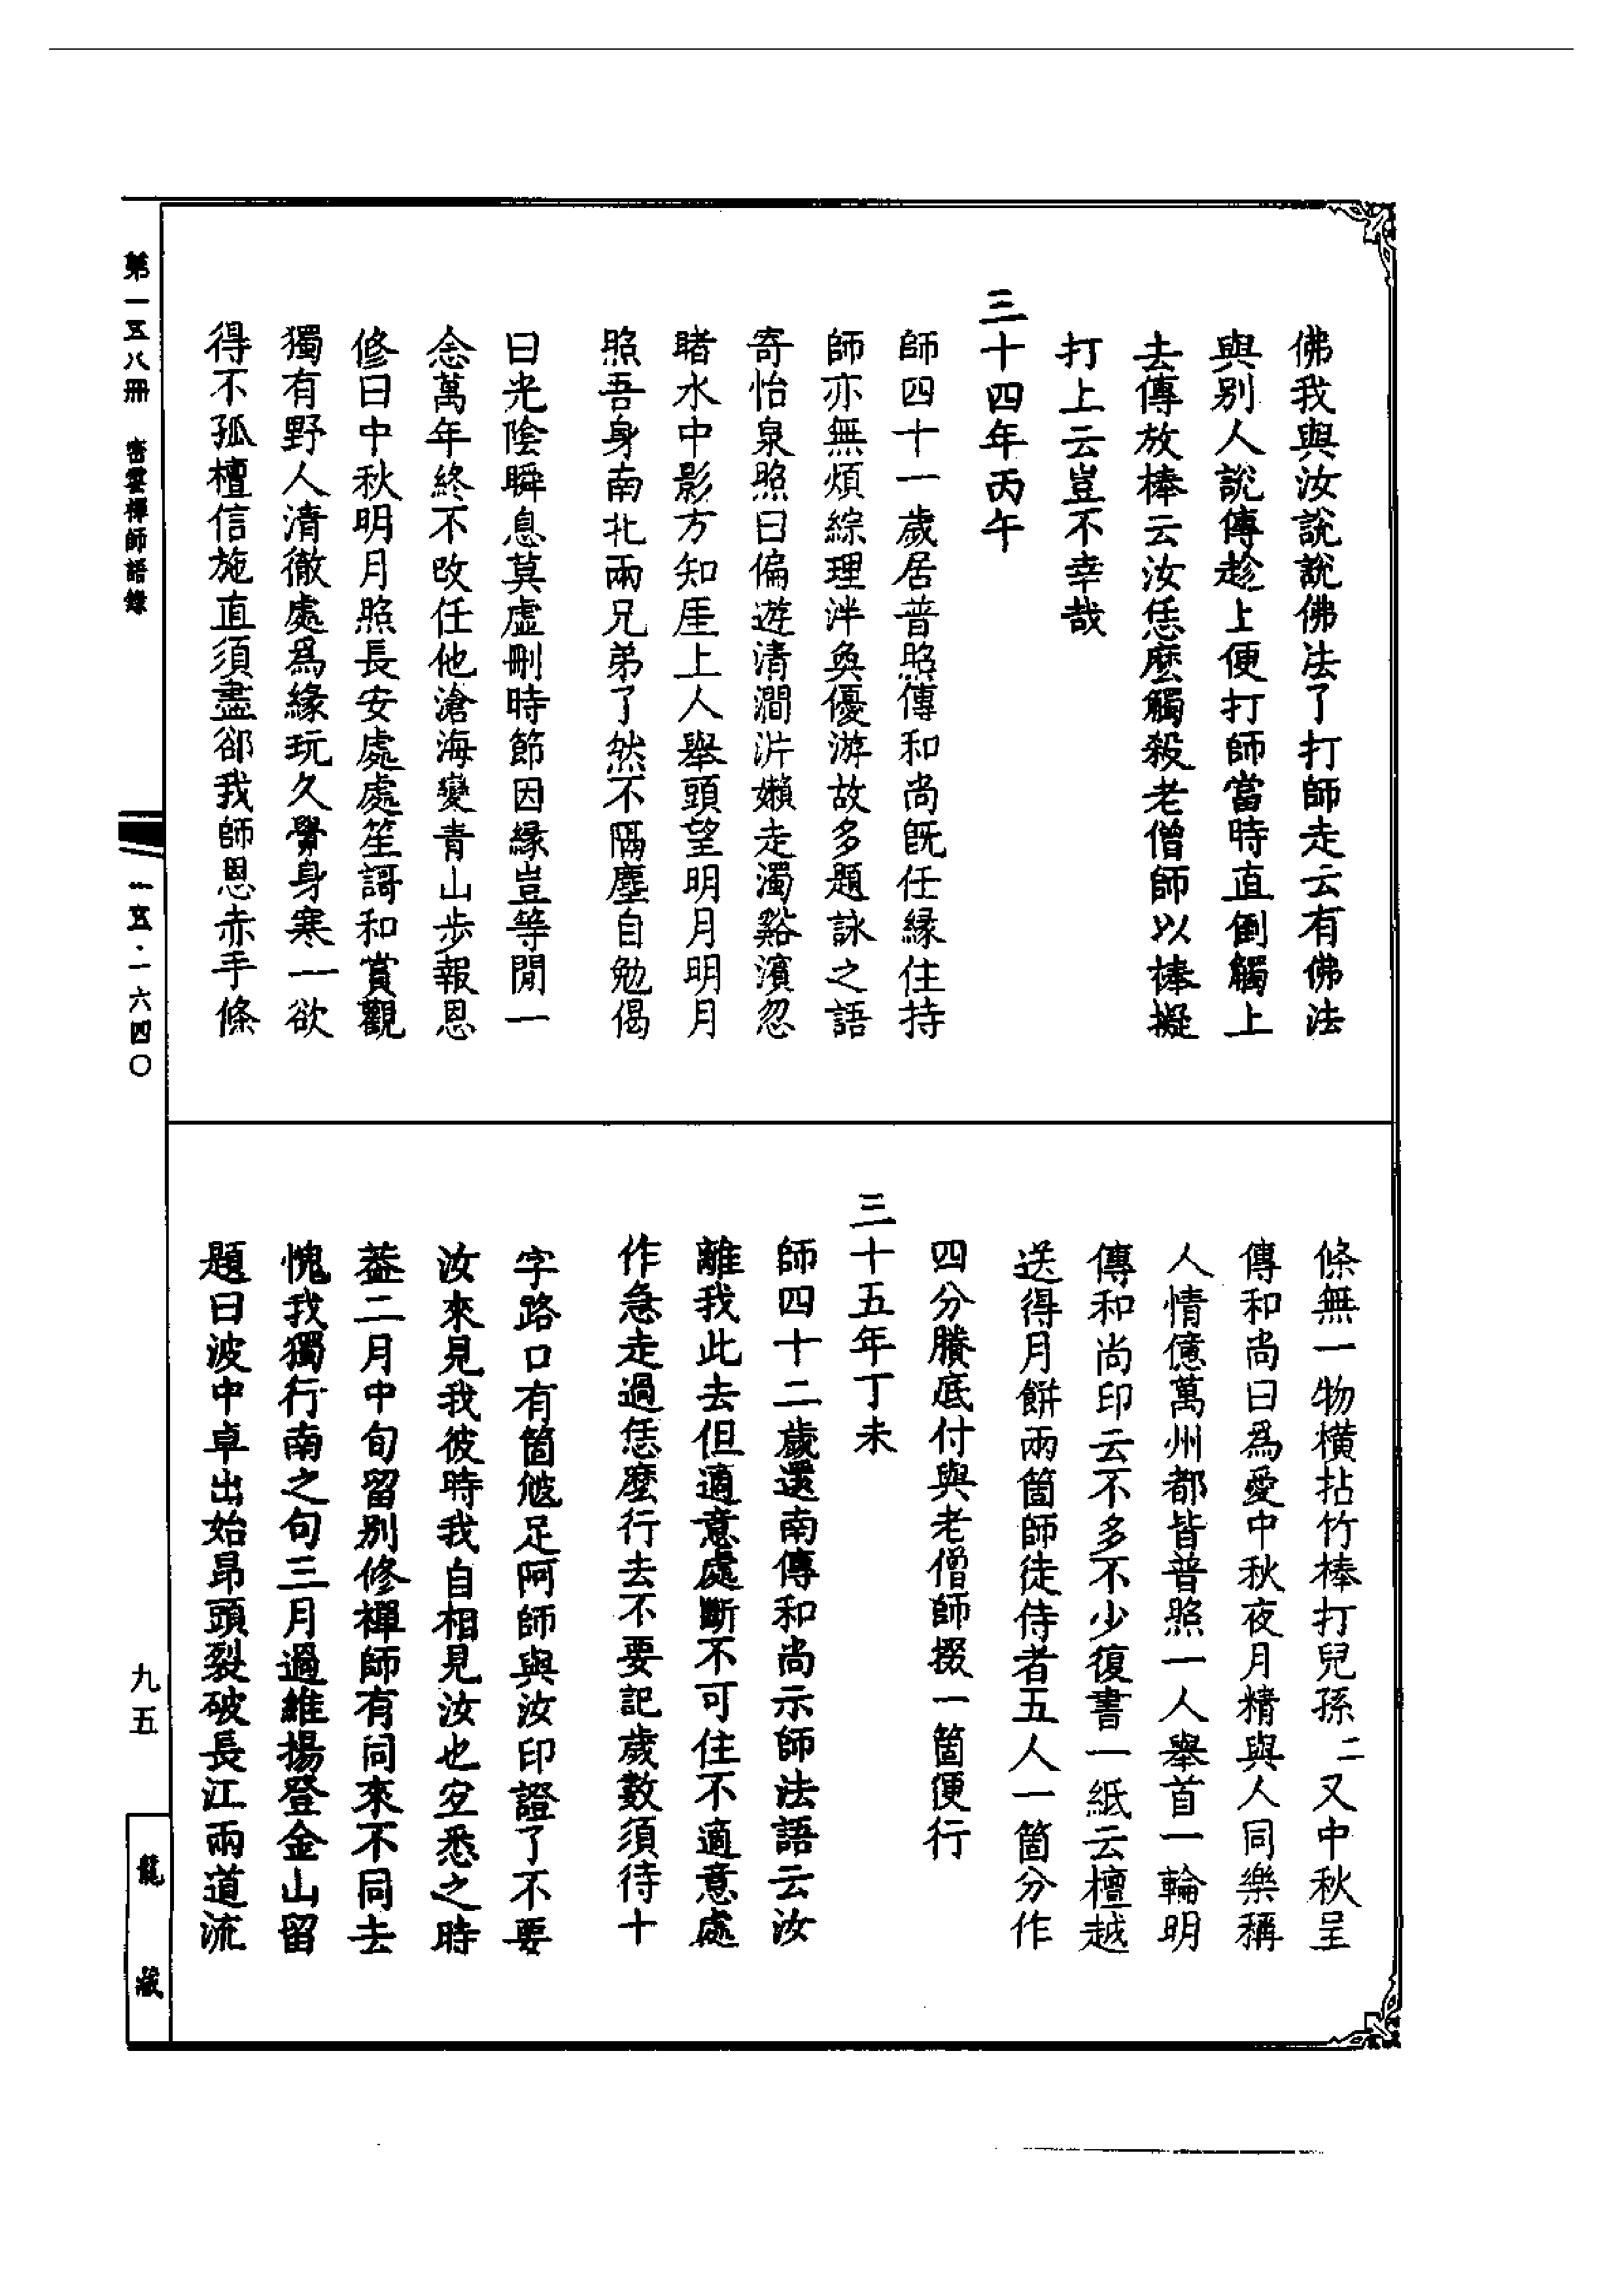 佛我與汝說說佛法了打師走云有佛法
與別人說傳趁上便打師當時直倒觸上
去傳放棒云汝恁麼觸殺老僧師以棒擬
打上云豈不幸哉
三十四年丙午
師四十一歲居普照傳和尚旣任緣住持
師亦無煩綜理泮奐優游故多題詠之語
寄怡泉照曰偏遊清澗泝嬾走濁谿濱忽
睹水中影方知厓上人舉頭望明月明月
照吾身南北兩兄弟了然不隔塵自勉偈
曰光陰瞬息莫虛刪時節因緣豈等閒一
念萬年終不改任他滄海變青山步報恩
修曰中秋明月照長安處處笙謌和賞觀
獨有野人清徹處爲緣玩久覺身寒一欲
得不孤檀信施直須盡卻我師恩赤手條
條無一物橫拈竹棒打兒孫二又中秋呈
傳和尚曰爲愛中秋夜月精與人同樂稱
人情億萬州都皆普照一人舉首一輪明
傳和尚印云不多不少復書一紙云檀越
送得月餅兩箇師徒侍者五人一箇分作
四分賸底付與老僧師掇一箇便行
三十五年丁未
師四十二歲還南傳和尚示師法語云汝
離我此去但適意處斷不可住不適意處
作急走過恁麼行去不要記歲數須待十
字路口有箇尯足阿師與汝印證了不要
汝來見我彼時我自相見汝也宐悉之時
葢二月中旬留別修禪師有同來不同去
愧我獨行南之句三月過維揚登金山留
題曰波中卓出始昂頭裂破長江兩道流
第一五八冊 密雲禪師語錄
一五·一六四〇
九五
龍藏